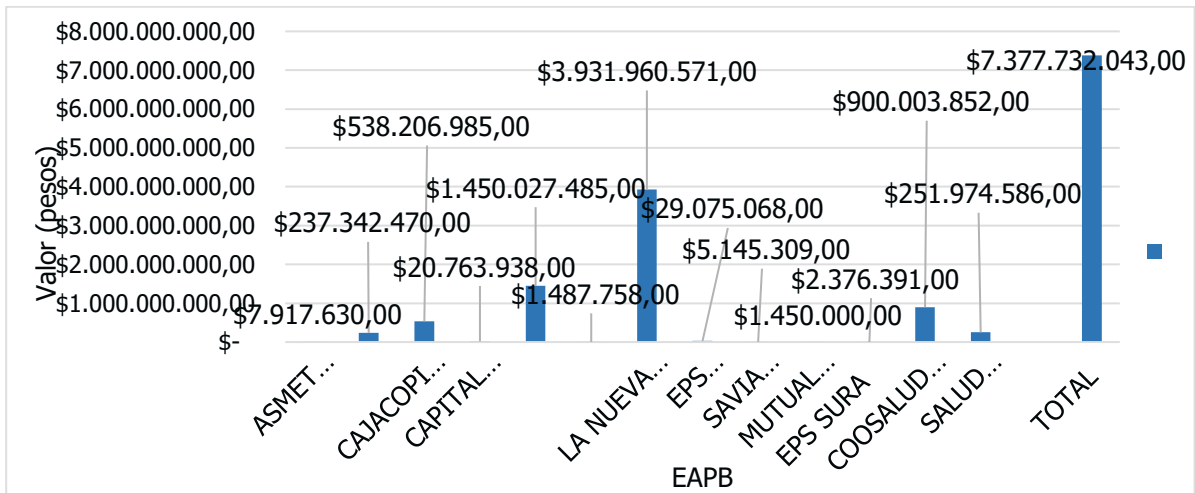 $8.000.000.000,00
$7.000.000.000,00
$6.000.000.000,00
$5.000.000.000,00
$4.000.000.000,00
$3.000.000.000,00
$2.000.000.000,00
$1.000.000.000,00
$-
Valor (pesos)
$7.917.630,00
$237.342.470,00
$538.206.985,00
$20.763.938,00
$1.450.027.485,00
$1.487.758,00
$3.931.960.571,00
$29.075.068,00
$5.145.309,00
$1.450.000,00
$2.376.391,00
$900.003.852,00
$251.974.586,00
$7.377.732.043,00
ASMET...
CAJACOPI...
CAPITAL...
LA NUEVA...
EPS...
SAVIA...
MUTUAL...
EPS SURA
COOSALUD...
SALUD...
TOTAL
EAPB